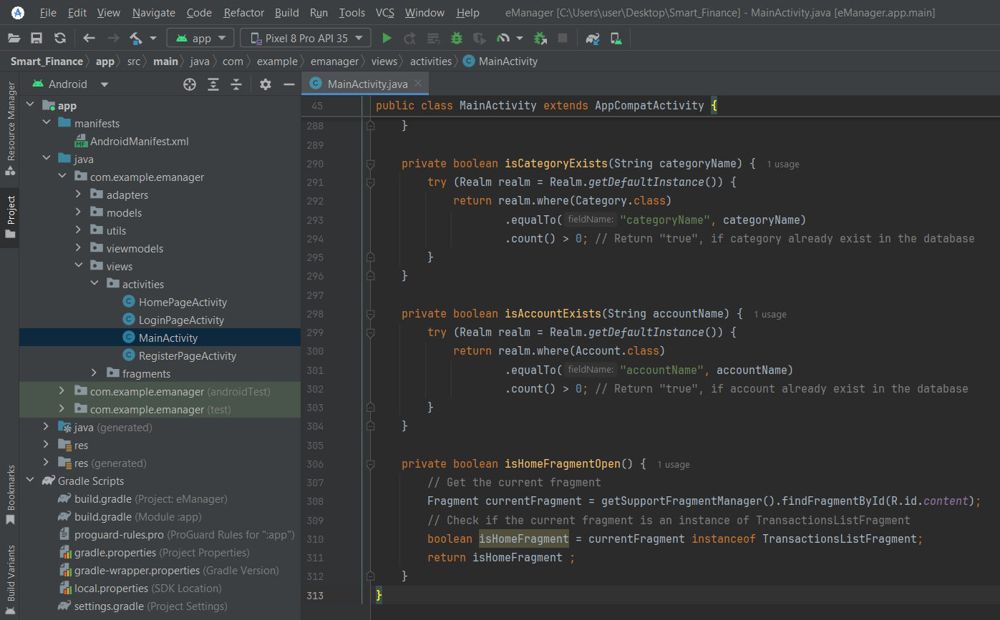 File Edit View Navigate Code Refactor Build Run Tools VCS Window Help eManager [C:\Users\user\Desktop\Smart_Finance] - MainActivity.java [eManager.app.main]
app Pixel 8 Pro API 35
Smart_Finance app src main java com example emanager views activities C MainActivity
Resource Manager
Project
Bookmarks
Build Variants
Android
app
manifests
MF AndroidManifest.xml
java
com.example.emanager
adapters
models
utils
viewmodels
views
activities
C HomePageActivity
C LoginPageActivity
C MainActivity
C RegisterPageActivity
fragments
com.example.emanager (androidTest)
com.example.emanager (test)
java (generated)
res
res (generated)
Gradle Scripts
build.gradle (Project: eManager)
build.gradle (Module :app)
proguard-rules.pro (ProGuard Rules for ":app")
gradle.properties (Project Properties)
gradle-wrapper.properties (Gradle Version)
local.properties (SDK Location)
settings.gradle (Project Settings)
C MainActivity.java
45 public class MainActivity extends AppCompatActivity {
288 }
289
290 private boolean isCategoryExists(String categoryName) { 1 usage
291 try (Realm realm = Realm.getDefaultInstance()) {
292 return realm.where(Category.class)
293 .equalTo( fieldName: "categoryName", categoryName)
294 .count() > 0; // Return "true", if category already exist in the database
295 }
296 }
297
298 private boolean isAccountExists(String accountName) { 1 usage
299 try (Realm realm = Realm.getDefaultInstance()) {
300 return realm.where(Account.class)
301 .equalTo( fieldName: "accountName", accountName)
302 .count() > 0; // Return "true", if account already exist in the database
303 }
304 }
305
306 private boolean isHomeFragmentOpen() { 1 usage
307 // Get the current fragment
308 Fragment currentFragment = getSupportFragmentManager().findFragmentById(R.id.content);
309 // Check if the current fragment is an instance of TransactionsListFragment
310 boolean isHomeFragment = currentFragment instanceof TransactionsListFragment;
311 return isHomeFragment ;
312 }
313 }